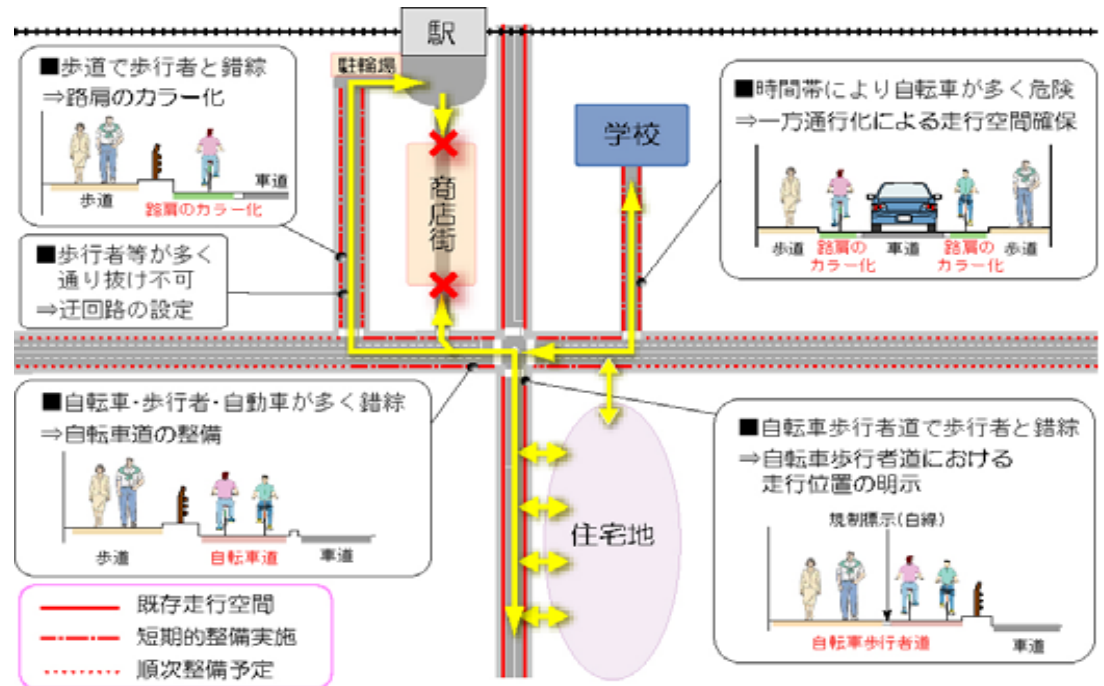 駅
駐輪場
■歩道で歩行者と錯綜
⇒路肩のカラー化
歩道
車道
路肩のカラー化
■歩行者等が多く
通り抜け不可
⇒迂回路の設定
商店街
学校
■時間帯により自転車が多く危険
⇒一方通行化による走行空間確保
歩道
路肩の
カラー化
車道
路肩の
カラー化
歩道
■自転車・歩行者・自動車が多く錯綜
⇒自転車道の整備
歩道
自転車道
車道
住宅地
■自転車歩行者道で歩行者と錯綜
⇒自転車歩行者道における
走行位置の明示
規制標示(白線)
自転車歩行者道
車道
既存走行空間
短期的整備実施
順次整備予定